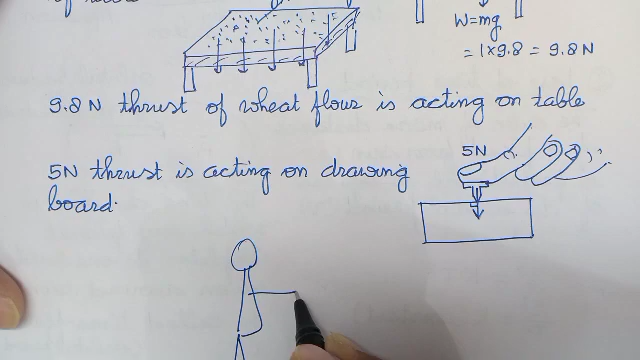 W=mg
= 1×9.8 = 9.8 N
9.8 N thrust of wheat flour is acting on table
5N
5N thrust is acting on drawing
board.